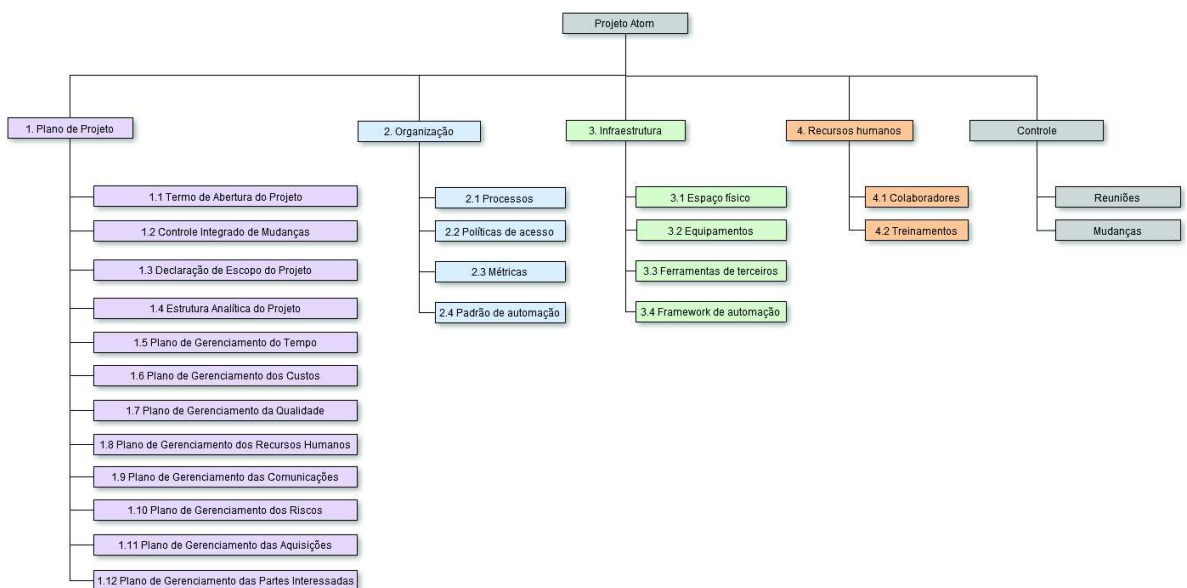 Projeto Atom
1. Plano de Projeto
1.1 Termo de Abertura do Projeto
1.2 Controle Integrado de Mudanças
1.3 Declaração de Escopo do Projeto
1.4 Estrutura Analítica do Projeto
1.5 Plano de Gerenciamento do Tempo
1.6 Plano de Gerenciamento dos Custos
1.7 Plano de Gerenciamento da Qualidade
1.8 Plano de Gerenciamento dos Recursos Humanos
1.9 Plano de Gerenciamento das Comunicações
1.10 Plano de Gerenciamento dos Riscos
1.11 Plano de Gerenciamento das Aquisições
1.12 Plano de Gerenciamento das Partes Interessadas
2. Organização
2.1 Processos
2.2 Políticas de acesso
2.3 Métricas
2.4 Padrão de automação
3. Infraestrutura
3.1 Espaço físico
3.2 Equipamentos
3.3 Ferramentas de terceiros
3.4 Framework de automação
4. Recursos humanos
4.1 Colaboradores
4.2 Treinamentos
Controle
Reuniões
Mudanças